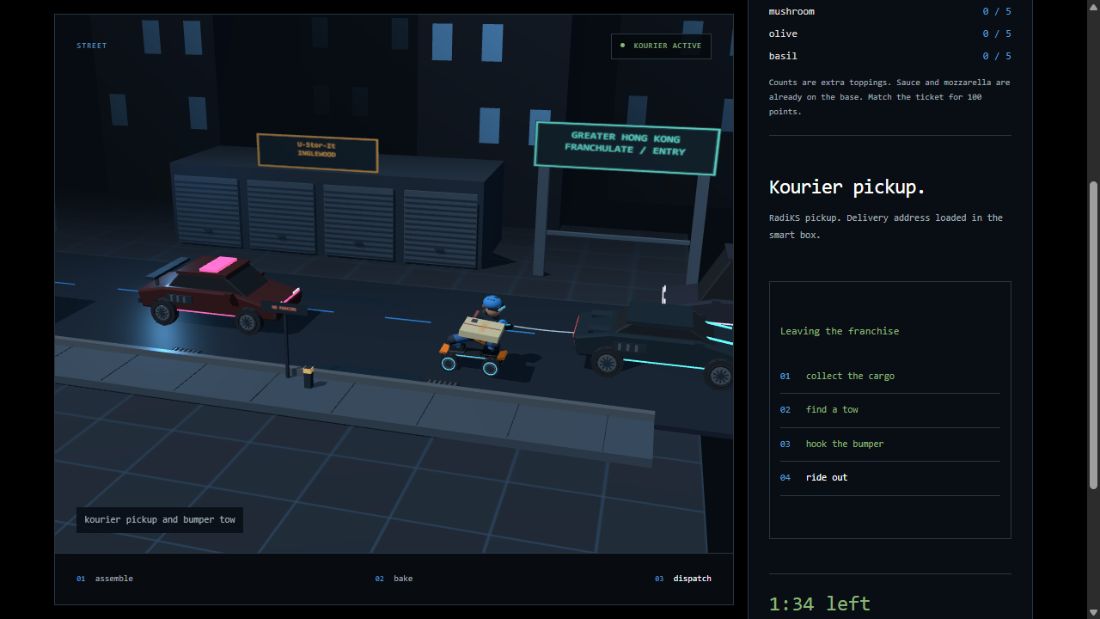 STREET
KOURIER ACTIVE
U-Stor-It
INGLEWOOD
GREATER HONG KONG
FRANCHULATE / ENTRY
NO PARKING
kourier pickup and bumper tow
01 assemble
02 bake
03 dispatch
mushroom 0 / 5
olive 0 / 5
basil 0 / 5
Counts are extra toppings. Sauce and mozzarella are
already on the base. Match the ticket for 100
points.
Kourier pickup.
RadiKS pickup. Delivery address loaded in the
smart box.
Leaving the franchise
01 collect the cargo
02 find a tow
03 hook the bumper
04 ride out
1:34 left